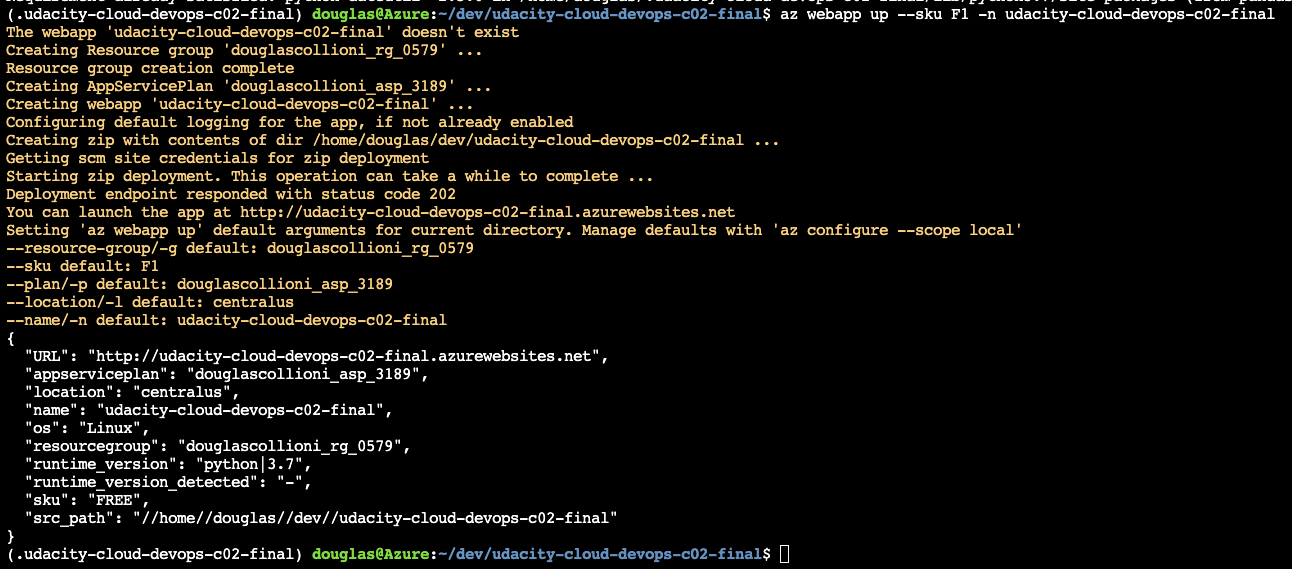 (.udacity-cloud-devops-c02-final) douglas@Azure:~/dev/udacity-cloud-devops-c02-final$ az webapp up --sku F1 -n udacity-cloud-devops-c02-final
The webapp 'udacity-cloud-devops-c02-final' doesn't exist
Creating Resource group 'douglascollioni_rg_0579' ...
Resource group creation complete
Creating AppServicePlan 'douglascollioni_asp_3189' ...
Creating webapp 'udacity-cloud-devops-c02-final' ...
Configuring default logging for the app, if not already enabled
Creating zip with contents of dir /home/douglas/dev/udacity-cloud-devops-c02-final ...
Getting scm site credentials for zip deployment
Starting zip deployment. This operation can take a while to complete ...
Deployment endpoint responded with status code 202
You can launch the app at http://udacity-cloud-devops-c02-final.azurewebsites.net
Setting 'az webapp up' default arguments for current directory. Manage defaults with 'az configure --scope local'
--resource-group/-g default: douglascollioni_rg_0579
--sku default: F1
--plan/-p default: douglascollioni_asp_3189
--location/-l default: centralus
--name/-n default: udacity-cloud-devops-c02-final
{
  "URL": "http://udacity-cloud-devops-c02-final.azurewebsites.net",
  "appserviceplan": "douglascollioni_asp_3189",
  "location": "centralus",
  "name": "udacity-cloud-devops-c02-final",
  "os": "Linux",
  "resourcegroup": "douglascollioni_rg_0579",
  "runtime_version": "python|3.7",
  "runtime_version_detected": "-",
  "sku": "FREE",
  "src_path": "//home//douglas//dev//udacity-cloud-devops-c02-final"
}
(.udacity-cloud-devops-c02-final) douglas@Azure:~/dev/udacity-cloud-devops-c02-final$